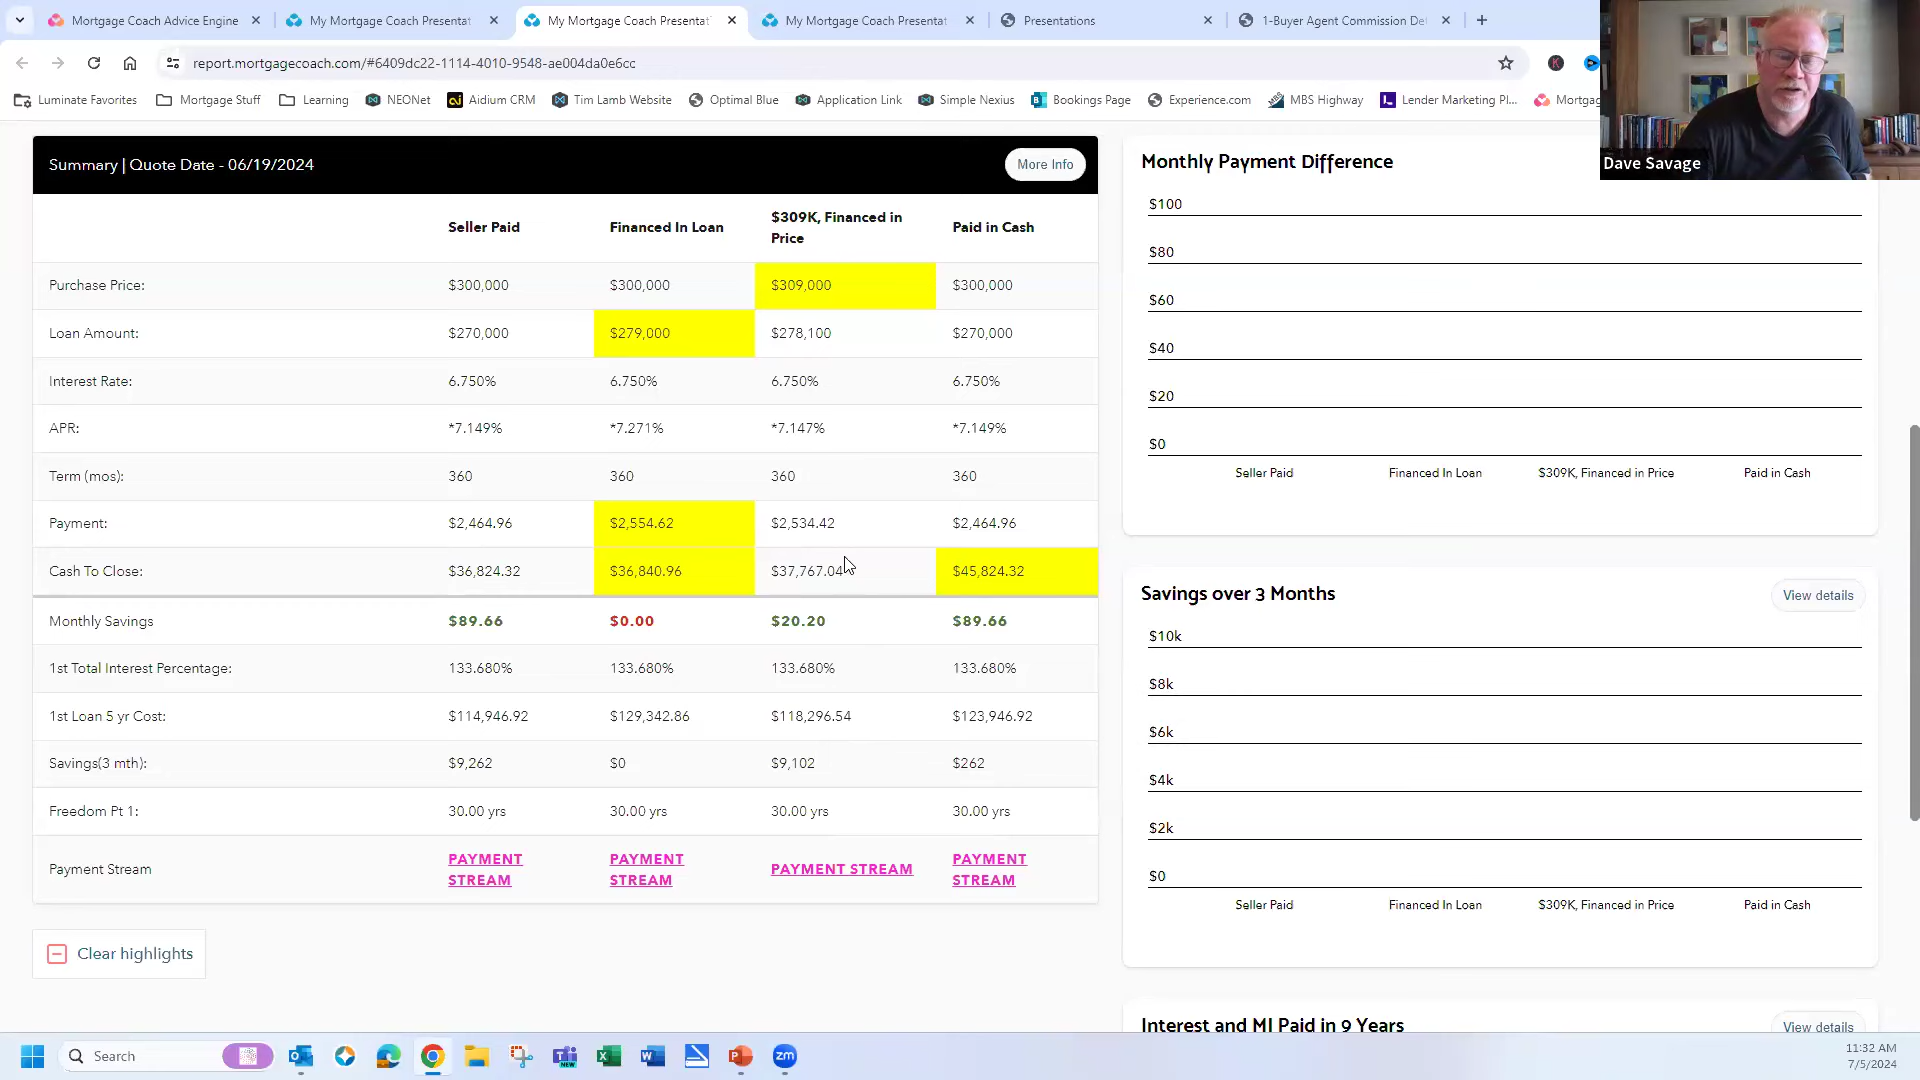 Mortgage Coach Advice Engine
My Mortgage Coach Presentat
My Mortgage Coach Presentat
My Mortgage Coach Presentat
Presentations
1-Buyer Agent Commission De
report.mortgagecoach.com/#6409dc22-1114-4010-9548-ae004da0e6cc
K
Luminate Favorites
Mortgage Stuff
Learning
NEONet
Aidium CRM
Tim Lamb Website
Optimal Blue
Application Link
Simple Nexius
Bookings Page
Experience.com
MBS Highway
Lender Marketing Pl...
Mortgag
Dave Savage
Summary | Quote Date - 06/19/2024
More Info
Seller Paid
Financed In Loan
$309K, Financed in
Price
Paid in Cash
Purchase Price: $300,000 $300,000 $309,000 $300,000
Loan Amount: $270,000 $279,000 $278,100 $270,000
Interest Rate: 6.750% 6.750% 6.750% 6.750%
APR: *7.149% *7.271% *7.147% *7.149%
Term (mos): 360 360 360 360
Payment: $2,464.96 $2,554.62 $2,534.42 $2,464.96
Cash To Close: $36,824.32 $36,840.96 $37,767.04 $45,824.32
Monthly Savings $89.66 $0.00 $20.20 $89.66
1st Total Interest Percentage: 133.680% 133.680% 133.680% 133.680%
1st Loan 5 yr Cost: $114,946.92 $129,342.86 $118,296.54 $123,946.92
Savings(3 mth): $9,262 $0 $9,102 $262
Freedom Pt 1: 30.00 yrs 30.00 yrs 30.00 yrs 30.00 yrs
Payment Stream
PAYMENT
STREAM
PAYMENT
STREAM
PAYMENT STREAM
PAYMENT
STREAM
Clear highlights
Monthly Payment Difference
$100
$80
$60
$40
$20
$0
Seller Paid Financed In Loan $309K, Financed in Price Paid in Cash
Savings over 3 Months
View details
$10k
$8k
$6k
$4k
$2k
$0
Seller Paid Financed In Loan $309K, Financed in Price Paid in Cash
Interest and MI Paid in 9 Years
View details
Search
11:32 AM
7/5/2024